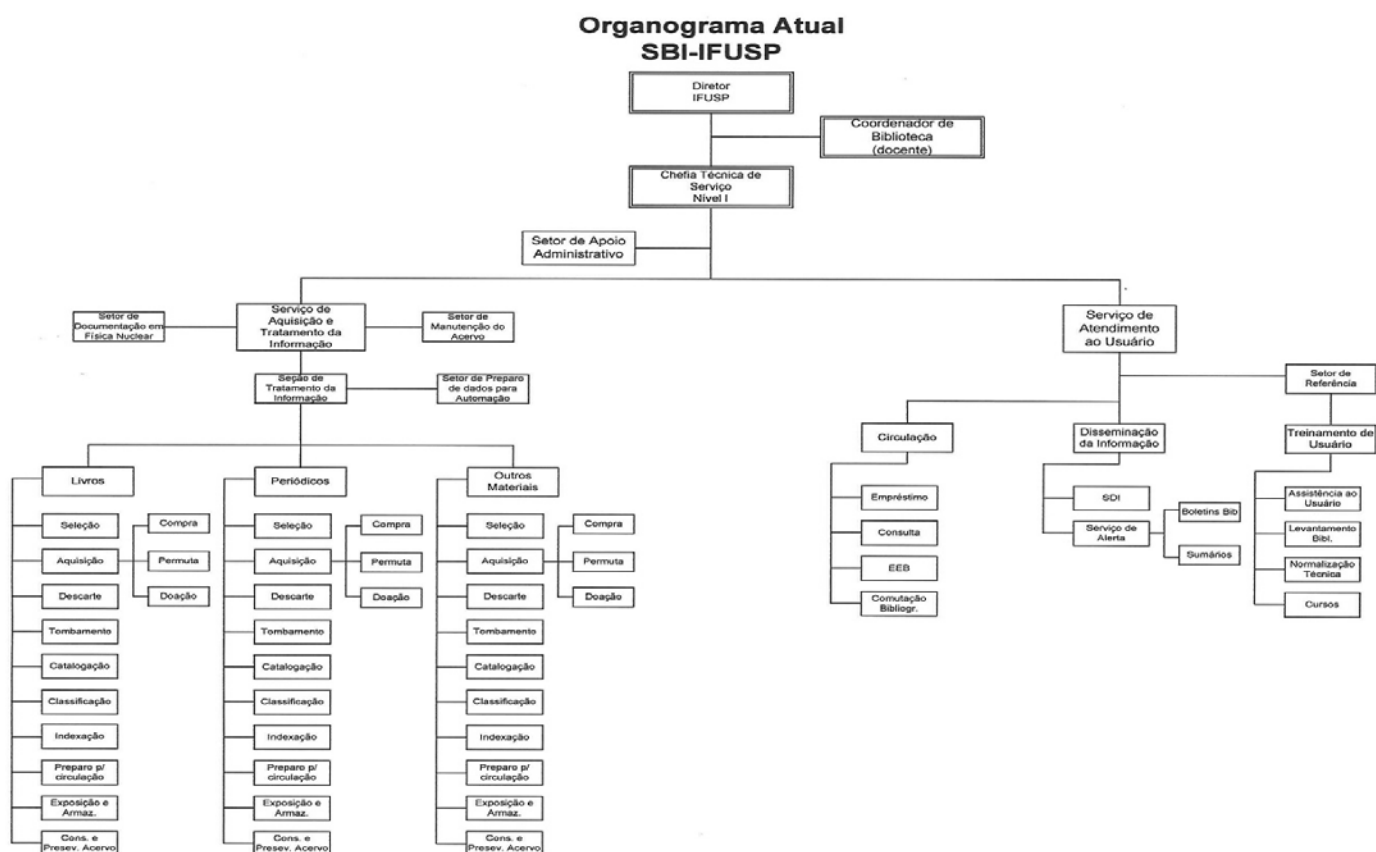 Organograma Atual
SBI-IFUSP
Diretor
IFUSP
Coordenador de
Biblioteca
(docente)
Chefia Técnica de
Serviço
Nível I
Setor de Apoio
Administrativo
Setor de
Documentação em
Física Nuclear
Serviço de
Aquisição e
Tratamento da
Informação
Setor de
Manutenção do
Acervo
Seção de
Tratamento da
Informação
Setor de Preparo
de dados para
Automação
Livros
Seleção
Aquisição
Compra
Permuta
Doação
Descarte
Tombamento
Catalogação
Classificação
Indexação
Preparo p/
circulação
Exposição e
Armaz.
Cons. e
Presev. Acervo
Periódicos
Seleção
Aquisição
Compra
Permuta
Doação
Descarte
Tombamento
Catalogação
Classificação
Indexação
Preparo p/
circulação
Exposição e
Armaz.
Cons. e
Presev. Acervo
Outros
Materiais
Seleção
Aquisição
Compra
Permuta
Doação
Descarte
Tombamento
Catalogação
Classificação
Indexação
Preparo p/
circulação
Exposição e
Armaz.
Cons. e
Presev. Acervo
Serviço de
Atendimento
ao Usuário
Setor de
Referência
Circulação
Empréstimo
Consulta
EEB
Comutação
Bibliogr.
Disseminação
da Informação
SDI
Serviço de
Alerta
Boletins Bib
Sumários
Treinamento de
Usuário
Assistência ao
Usuário
Levantamento
Bibl.
Normalização
Técnica
Cursos